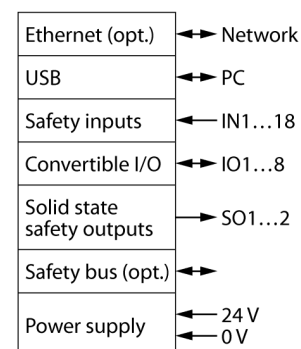 Ethernet (opt.) Network
USB PC
Safety inputs IN1...18
Convertible I/O IO1...8
Solid state
safety outputs SO1...2
Safety bus (opt.)
Power supply 24 V
0 V